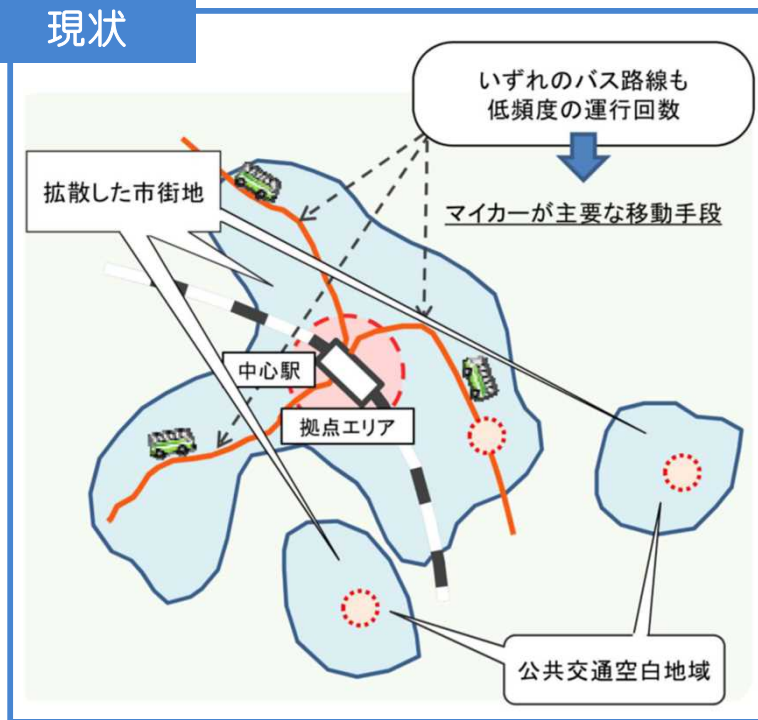 現状
いずれのバス路線も
低頻度の運行回数
マイカーが主要な移動手段
拡散した市街地
中心駅
拠点エリア
公共交通空白地域